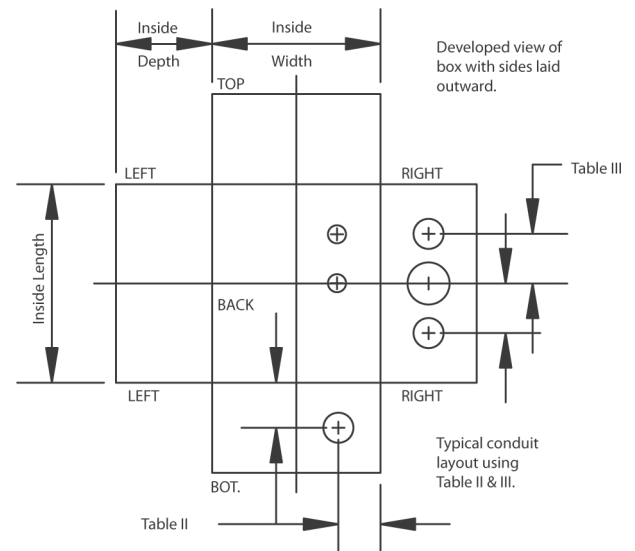 Inside
Depth
Inside
Width
Developed view of
box with sides laid
outward.
TOP
LEFT
RIGHT
Table III
Inside Length
BACK
LEFT
RIGHT
Typical conduit
layout using
Table II & III.
BOT.
Table II